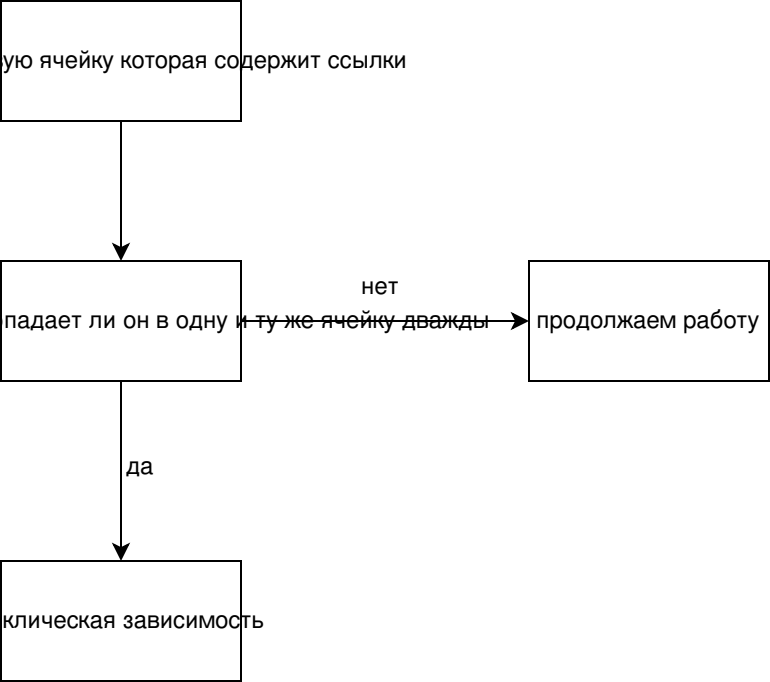 ую ячейку которая содержит ссылки
нет
падает ли он в одну и ту же ячейку дважды
продолжаем работу
да
клическая зависимость